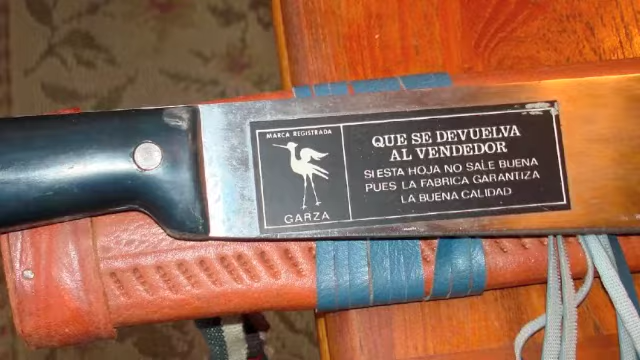 MARCA REGISTRADA
GARZA
QUE SE DEVUELVA
AL VENDEDOR
SI ESTA HOJA NO SALE BUENA
PUES LA FABRICA GARANTIZA
LA BUENA CALIDAD